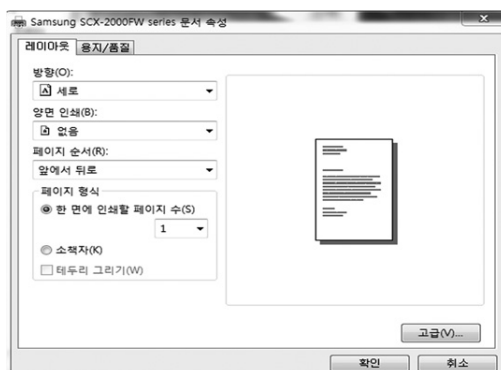 Samsung SCX-2000FW series 문서 속성
레이아웃 용지/품질
방향(O):
세로
양면 인쇄(B):
없음
페이지 순서(R):
앞에서 뒤로
페이지 형식
한 면에 인쇄할 페이지 수(S)
1
소책자(K)
테두리 그리기(W)
고급(V)...
확인 취소